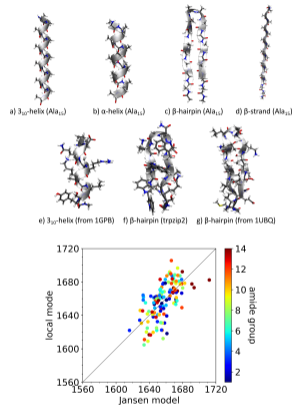 a) 3₁₀-helix (Ala₁₅)
b) α-helix (Ala₁₅)
c) β-hairpin (Ala₁₅)
d) β-strand (Ala₁₅)
e) 3₁₀-helix (from 1GPB)
f) β-hairpin (trpzip2)
g) β-hairpin (from 1UBQ)
1720
1680
1640
1600
1560
local mode
1560
1600
1640
1680
1720
Jansen model
14
12
10
8
6
4
2
amide group